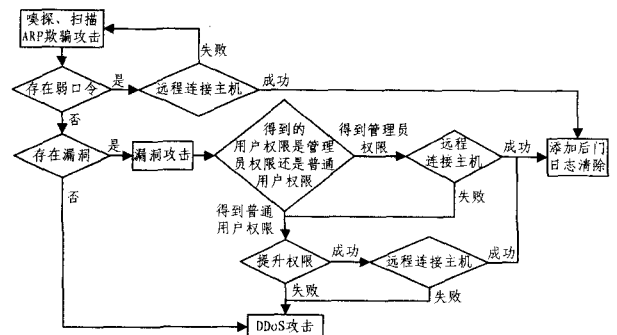 嗅探、扫描
ARP欺骗攻击
失败
存在弱口令
是
远程连接主机
成功
否
存在漏洞
是
漏洞攻击
得到的
用户权限是管理
员权限还是普通
用户权限
得到管理员
权限
远程
连接主机
成功
添加后门
日志清除
否
失败
得到普通
用户权限
提升权限
成功
远程连接主机
成功
失败
失败
DDoS攻击